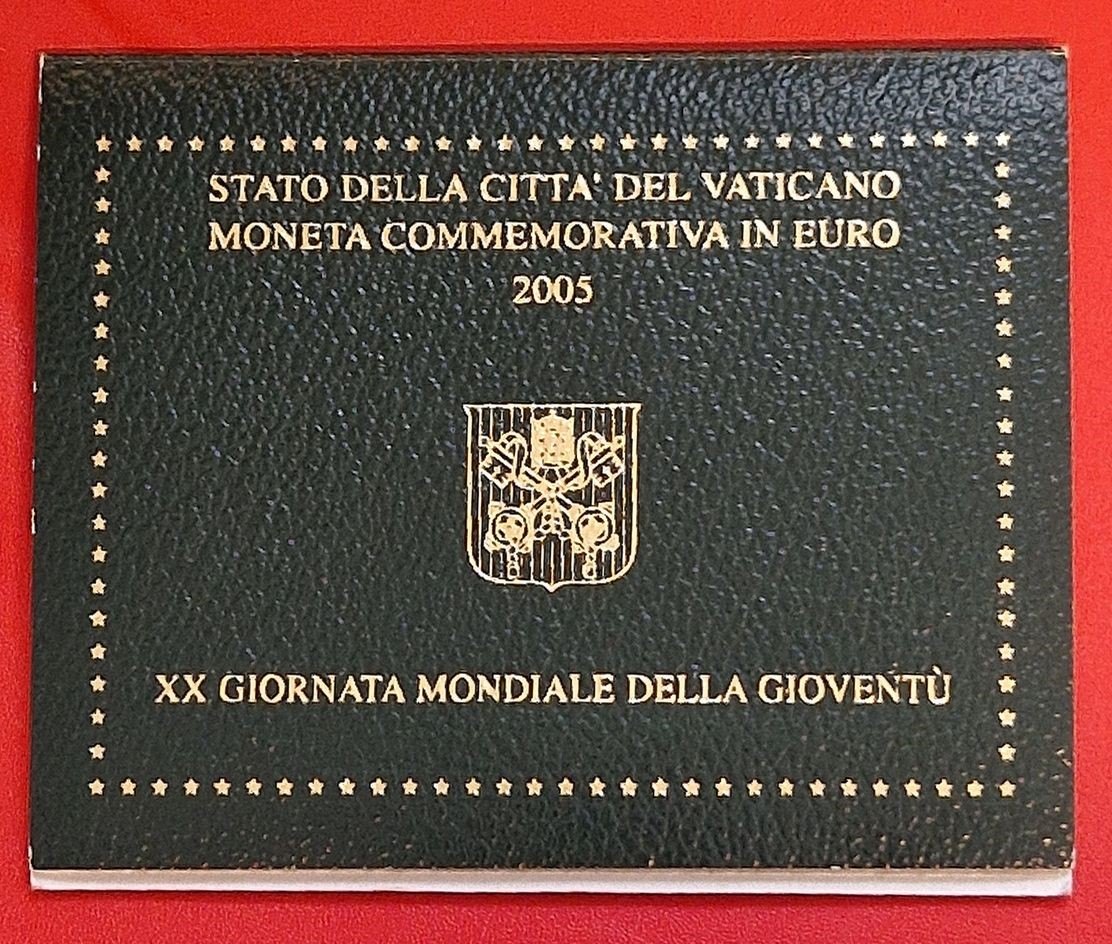 STATO DELLA CITTA' DEL VATICANO
MONETA COMMEMORATIVA IN EURO
2005
XX GIORNATA MONDIALE DELLA GIOVENTÙ